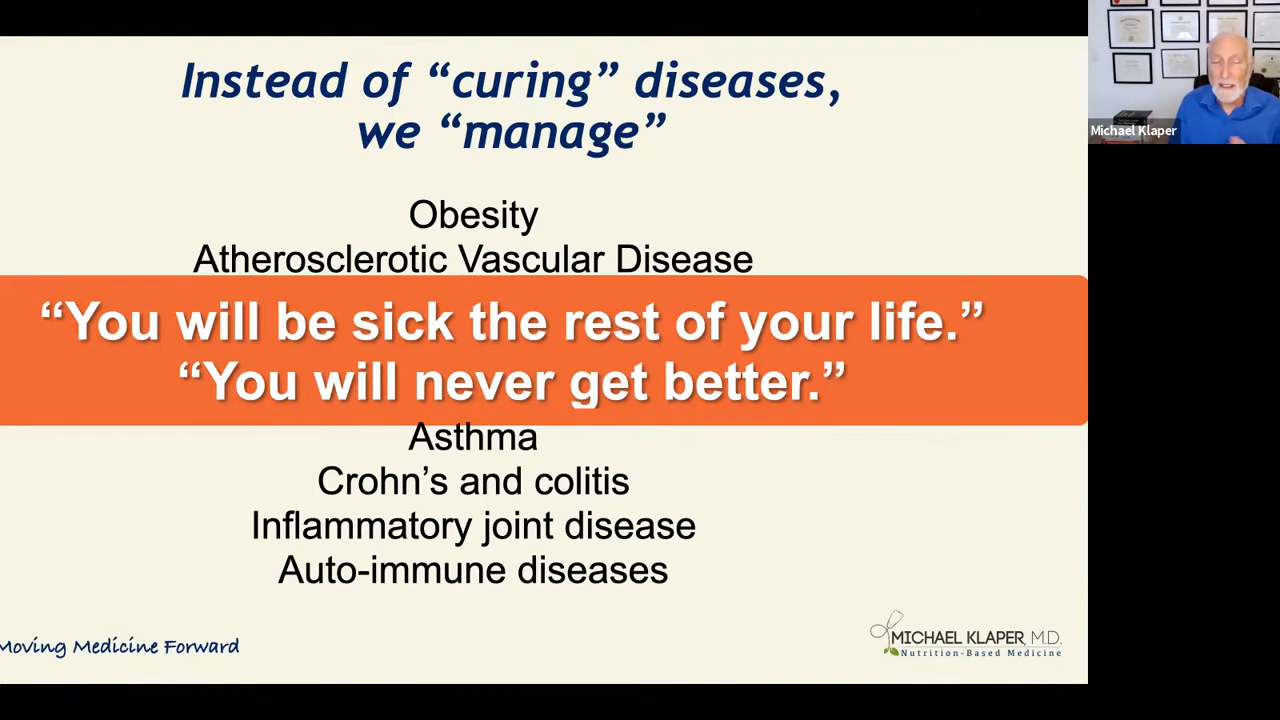 Instead of “curing” diseases,
we “manage”
Obesity
Atherosclerotic Vascular Disease
“You will be sick the rest of your life.”
“You will never get better.”
Asthma
Crohn’s and colitis
Inflammatory joint disease
Auto-immune diseases
Moving Medicine Forward
MICHAEL KLAPER, M.D.
Nutrition-Based Medicine
Michael Klaper